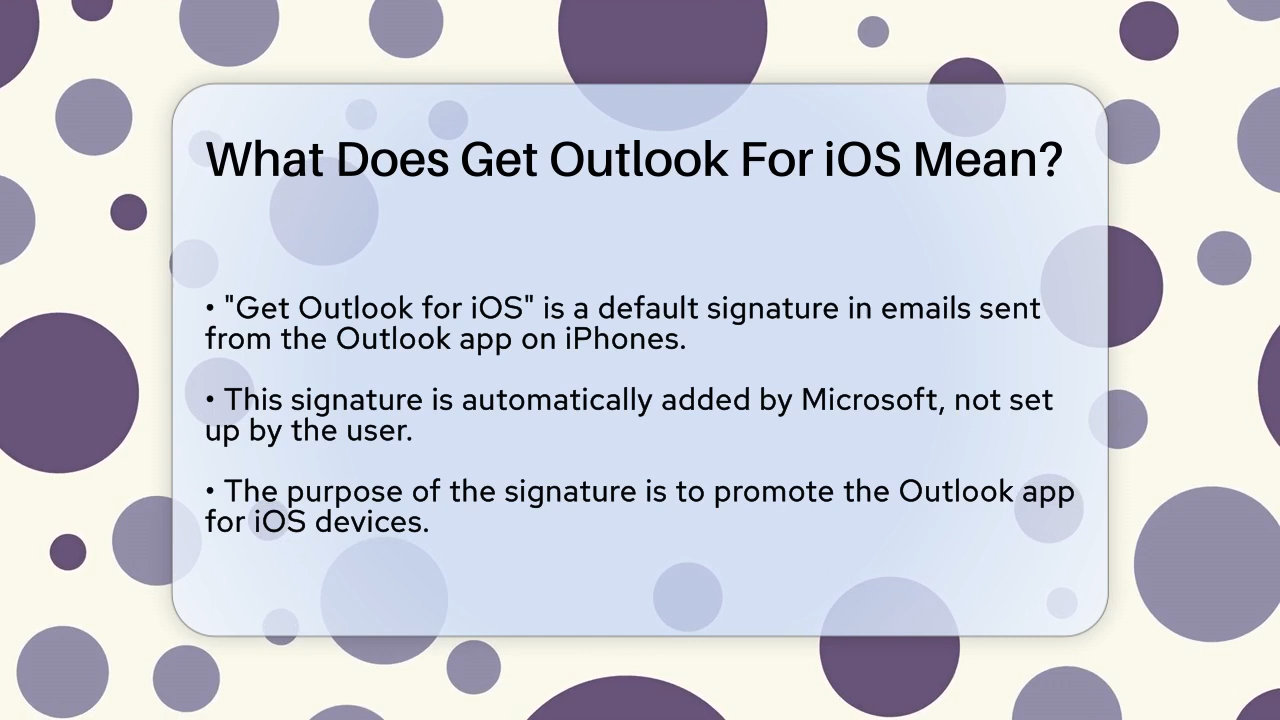 What Does Get Outlook For iOS Mean?
• "Get Outlook for iOS" is a default signature in emails sent
from the Outlook app on iPhones.
• This signature is automatically added by Microsoft, not set
up by the user.
• The purpose of the signature is to promote the Outlook app
for iOS devices.